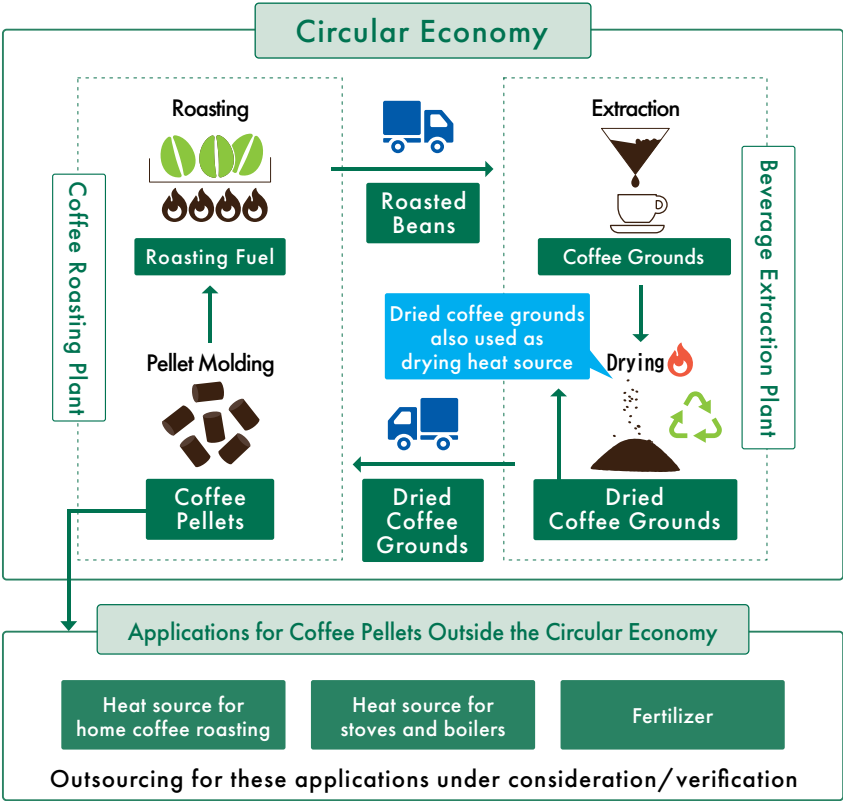 Circular Economy
Coffee Roasting Plant
Roasting
Roasting Fuel
Pellet Molding
Coffee
Pellets
Roasted
Beans
Dried coffee grounds
also used as
drying heat source
Dried
Coffee
Grounds
Extraction
Coffee Grounds
Drying
Dried
Coffee Grounds
Beverage Extraction Plant
Applications for Coffee Pellets Outside the Circular Economy
Heat source for
home coffee roasting
Heat source for
stoves and boilers
Fertilizer
Outsourcing for these applications under consideration/verification